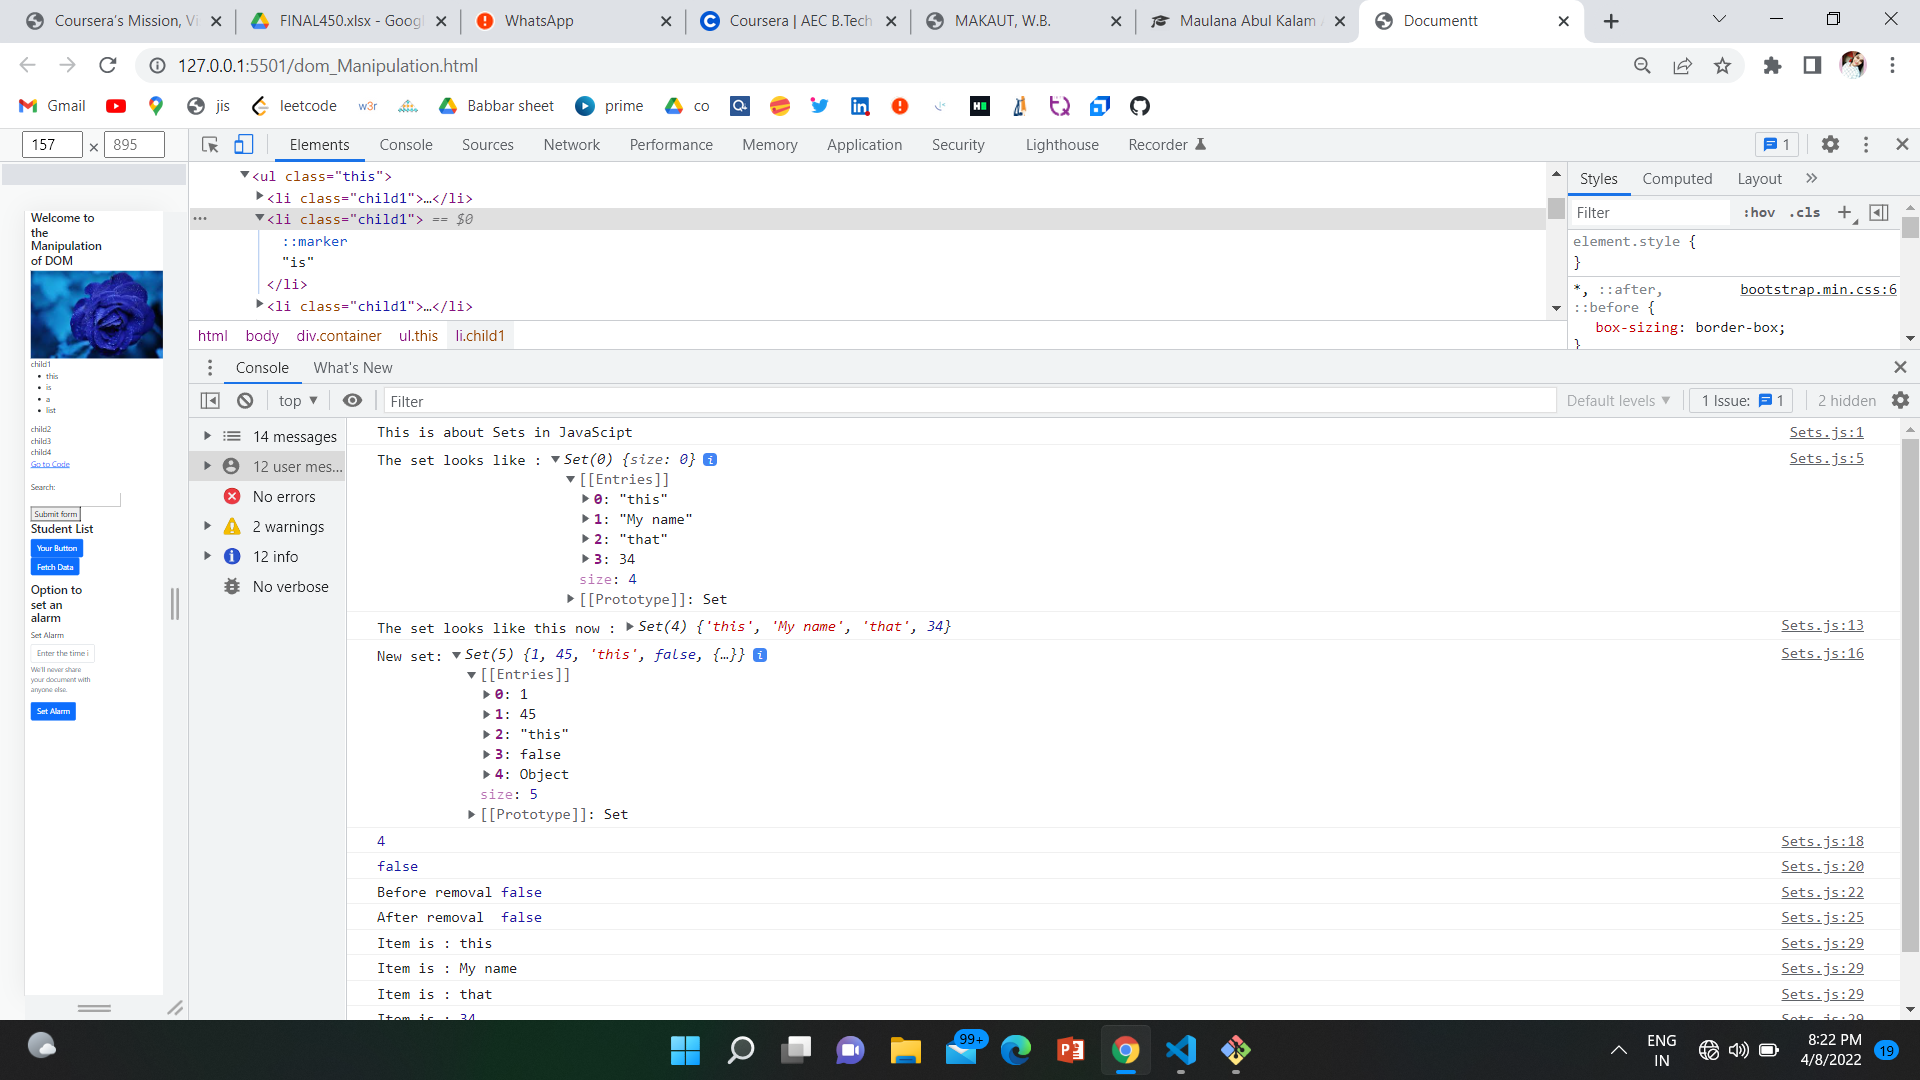 Coursera's Mission, Vi
FINAL450.xlsx - Googl
WhatsApp
Coursera | AEC B.Tech
MAKAUT, W.B.
Maulana Abul Kalam A
Documentt
127.0.0.1:5501/dom_Manipulation.html
Gmail
jis
leetcode
w3r
Babbar sheet
prime
co
157 × 895
Elements
Console
Sources
Network
Performance
Memory
Application
Security
Lighthouse
Recorder
1
<ul class="this">
<li class="child1">…</li>
<li class="child1"> == $0
::marker
"is"
</li>
<li class="child1">…</li>
html body div.container ul.this li.child1
Styles Computed Layout
Filter :hov .cls
element.style {
}
*, ::after, bootstrap.min.css:6
::before {
box-sizing: border-box;
}
Welcome to
the
Manipulation
of DOM
child1
this
is
a
list
child2
child3
child4
Go to Code
Search:
Submit form
Student List
Your Button
Fetch Data
Option to
set an
alarm
Set Alarm
Enter the time i
We'll never share
your document with
anyone else.
Set Alarm
Console What's New
top Filter Default levels 1 Issue: 1 2 hidden
14 messages
12 user mes...
No errors
2 warnings
12 info
No verbose
This is about Sets in JavaScipt Sets.js:1
The set looks like : Set(0) {size: 0} i Sets.js:5
[[Entries]]
0: "this"
1: "My name"
2: "that"
3: 34
size: 4
[[Prototype]]: Set
The set looks like this now : Set(4) {'this', 'My name', 'that', 34} Sets.js:13
New set: Set(5) {1, 45, 'this', false, {…}} i Sets.js:16
[[Entries]]
0: 1
1: 45
2: "this"
3: false
4: Object
size: 5
[[Prototype]]: Set
4 Sets.js:18
false Sets.js:20
Before removal false Sets.js:22
After removal false Sets.js:25
Item is : this Sets.js:29
Item is : My name Sets.js:29
Item is : that Sets.js:29
Item is : 34 Sets.js:29
99+
ENG
IN
8:22 PM
4/8/2022
19